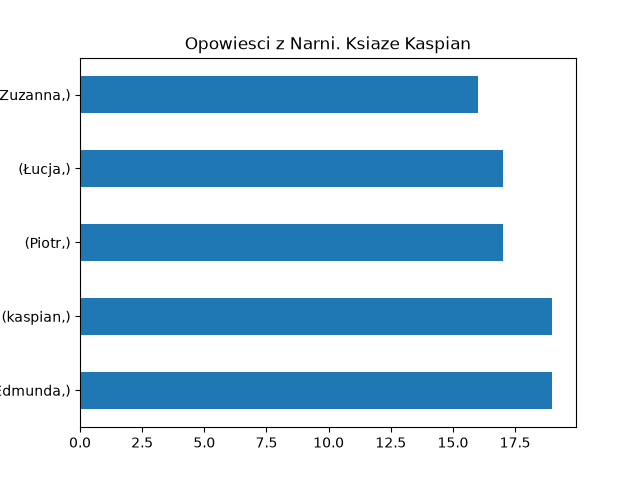 Opowiesci z Narni. Ksiaze Kaspian
Zuzanna,)
(Łucja,)
(Piotr,)
(kaspian,)
Edmunda,)
0.0 2.5 5.0 7.5 10.0 12.5 15.0 17.5